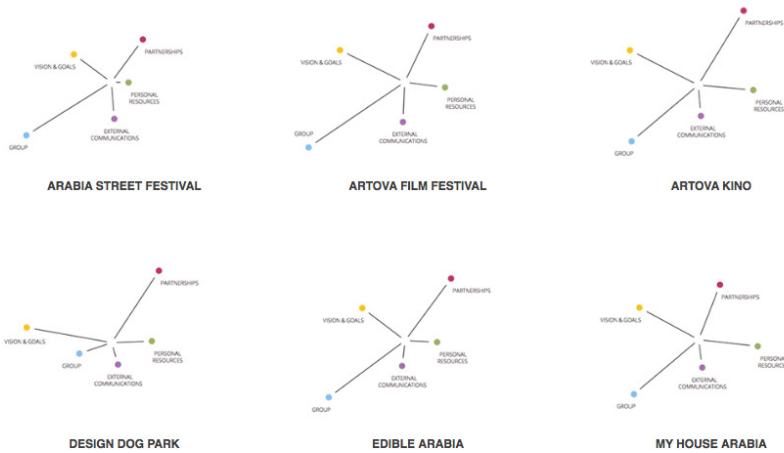 PARTNERSHIPS
VISION & GOALS
PERSONAL
RESOURCES
EXTERNAL
COMMUNICATIONS
GROUP
ARABIA STREET FESTIVAL
PARTNERSHIPS
VISION & GOALS
PERSONAL
RESOURCES
EXTERNAL
COMMUNICATIONS
GROUP
ARTOVA FILM FESTIVAL
PARTNERSHIPS
VISION & GOALS
PERSONAL
RESOURCES
EXTERNAL
COMMUNICATIONS
GROUP
ARTOVA KINO
PARTNERSHIPS
VISION & GOALS
PERSONAL
RESOURCES
GROUP
EXTERNAL
COMMUNICATIONS
DESIGN DOG PARK
PARTNERSHIPS
VISION & GOALS
PERSONAL
RESOURCES
EXTERNAL
COMMUNICATIONS
GROUP
EDIBLE ARABIA
PARTNERSHIPS
VISION & GOALS
PERSONAL
RESOURCES
EXTERNAL
COMMUNICATIONS
GROUP
MY HOUSE ARABIA